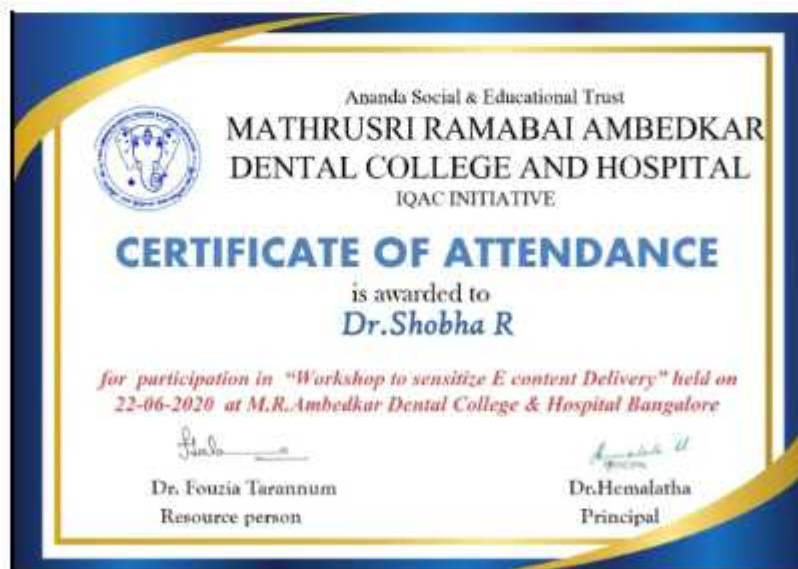 Ananda Social & Educational Trust
MATHRUSRI RAMABAI AMBEDKAR
DENTAL COLLEGE AND HOSPITAL
IQAC INITIATIVE
CERTIFICATE OF ATTENDANCE
is awarded to
Dr.Shobha R
for participation in "Workshop to sensitize E content Delivery" held on
22-06-2020 at M.R.Ambedkar Dental College & Hospital Bangalore
Dr. Fouzia Tarannum
Dr.Hemalatha
Resource person
Principal